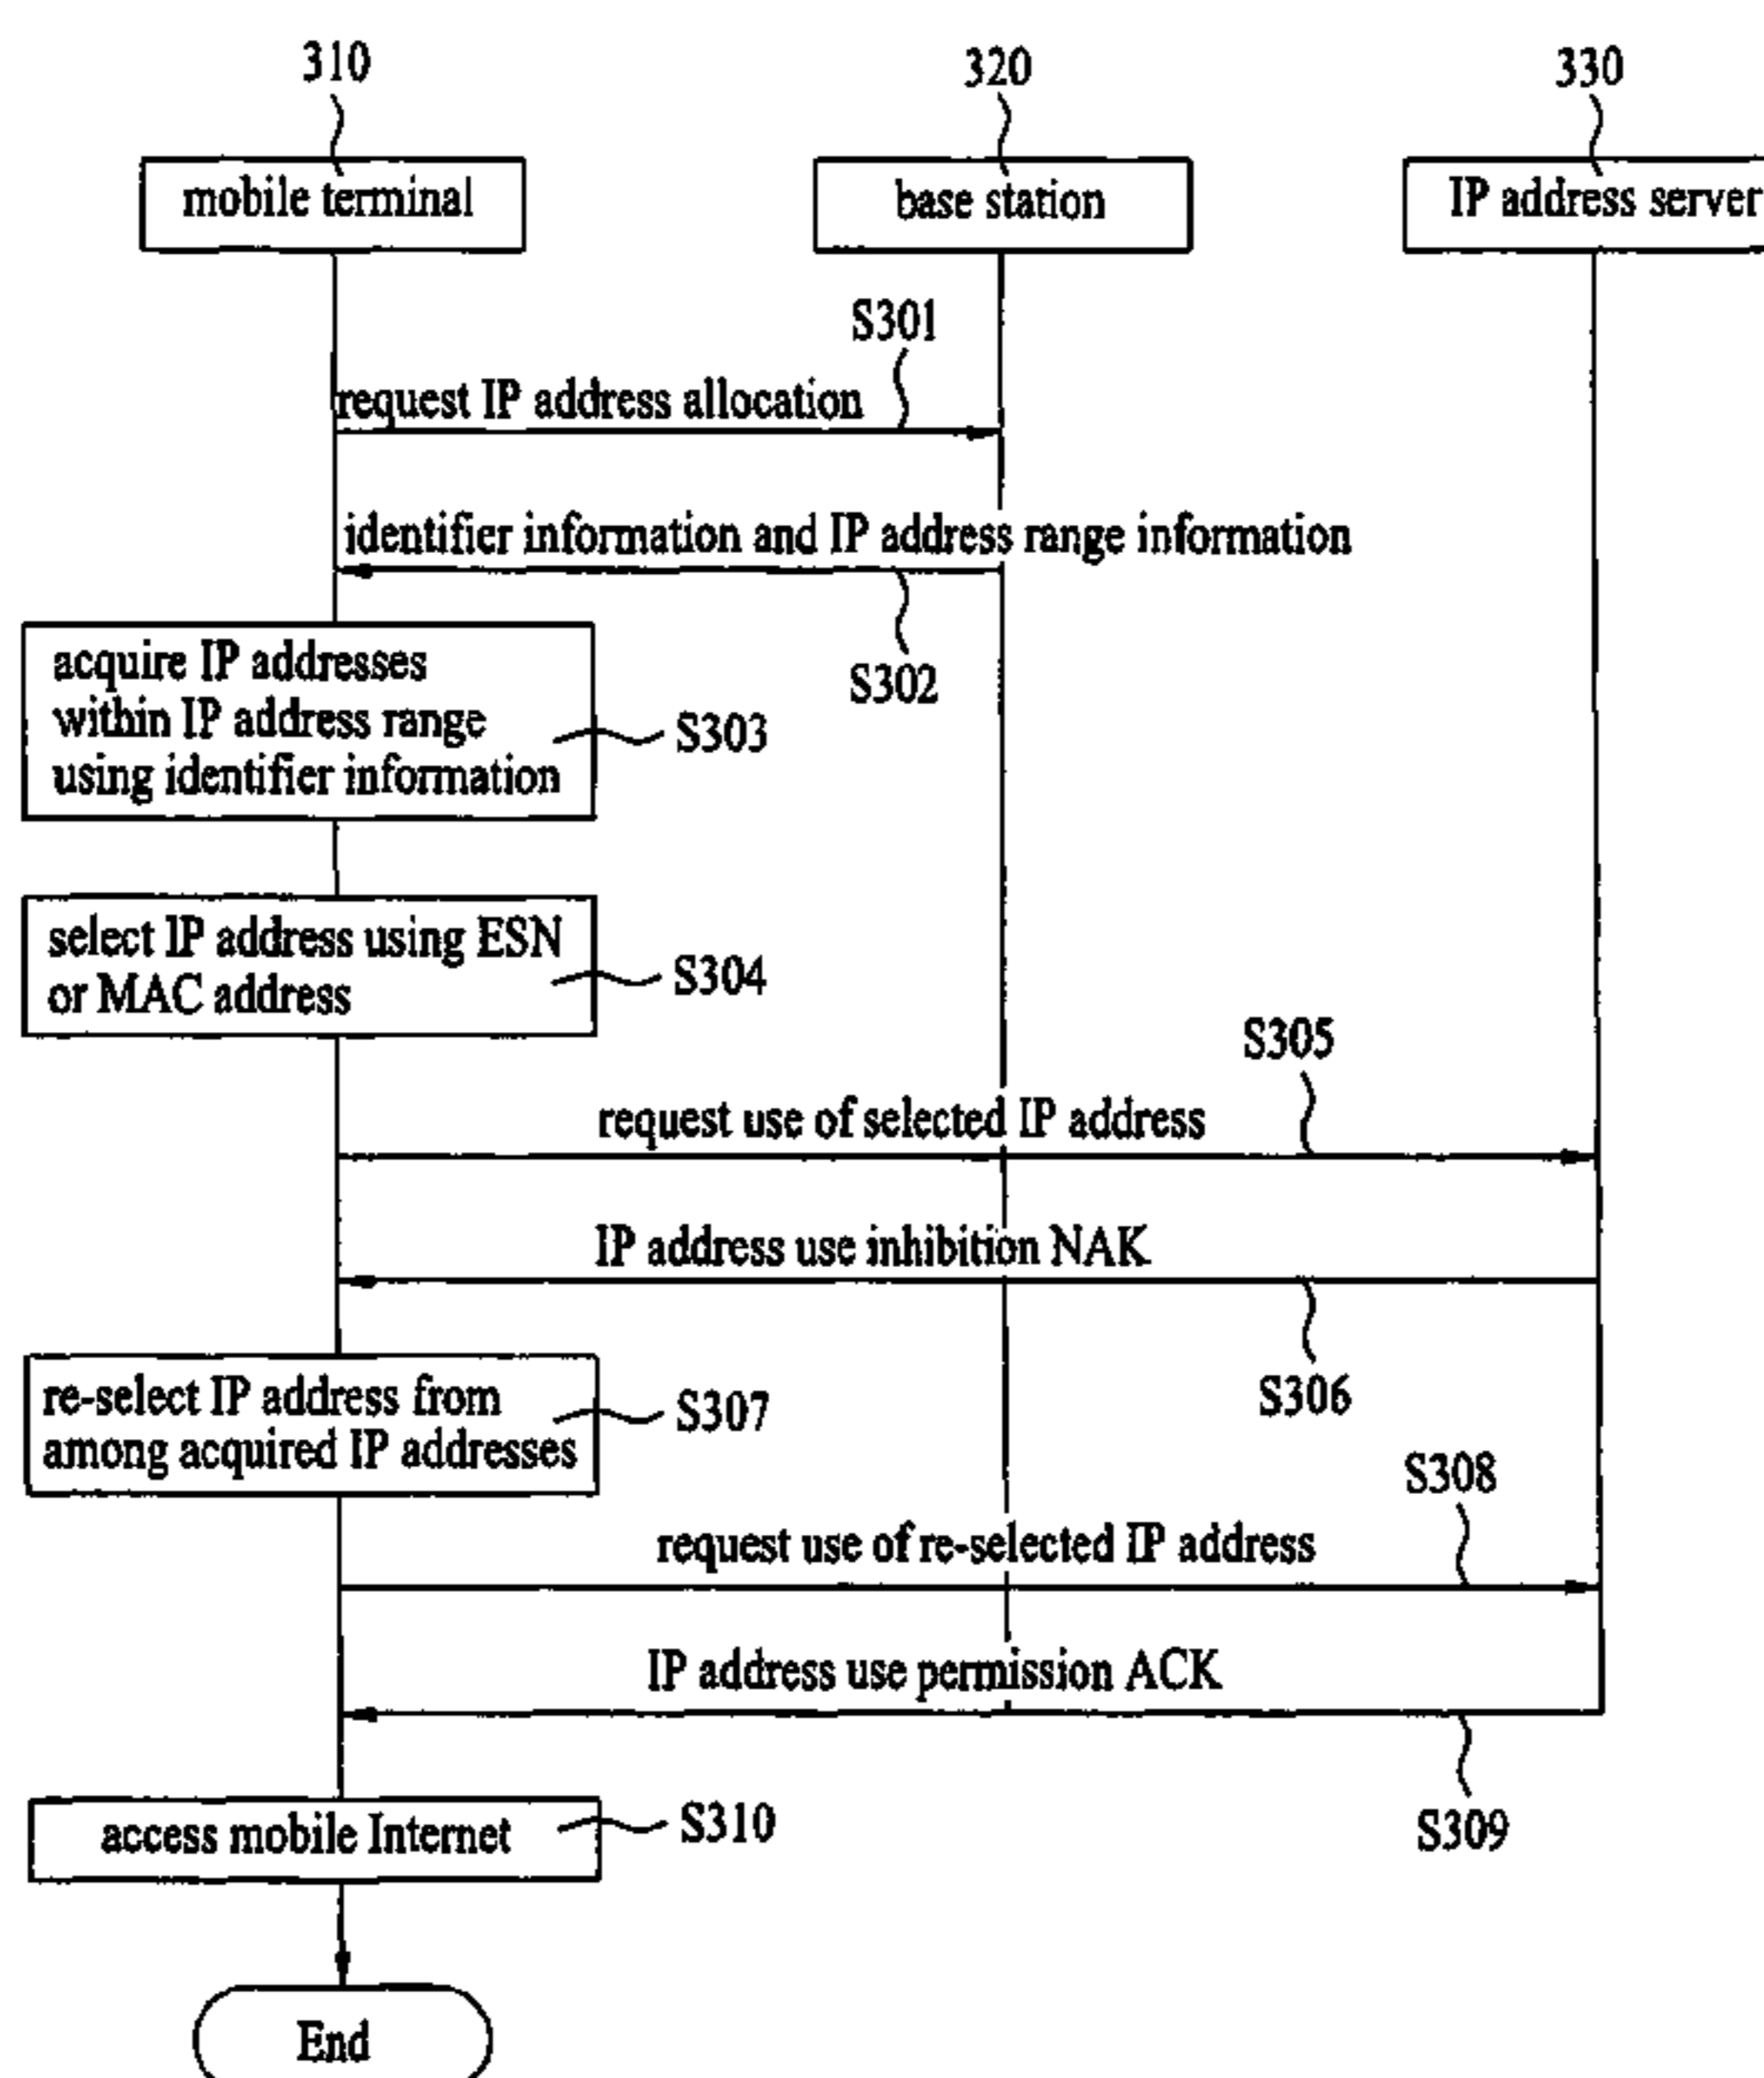 310
320
330
mobile terminal
base station
IP address server
S301
request IP address allocation
identifier information and IP address range information
S302
acquire IP addresses
within IP address range
using identifier information
S303
select IP address using ESN
or MAC address
S304
S305
request use of selected IP address
IP address use inhibition NAK
S306
re-select IP address from
among acquired IP addresses
S307
S308
request use of re-selected IP address
IP address use permission ACK
S309
access mobile Internet
S310
End